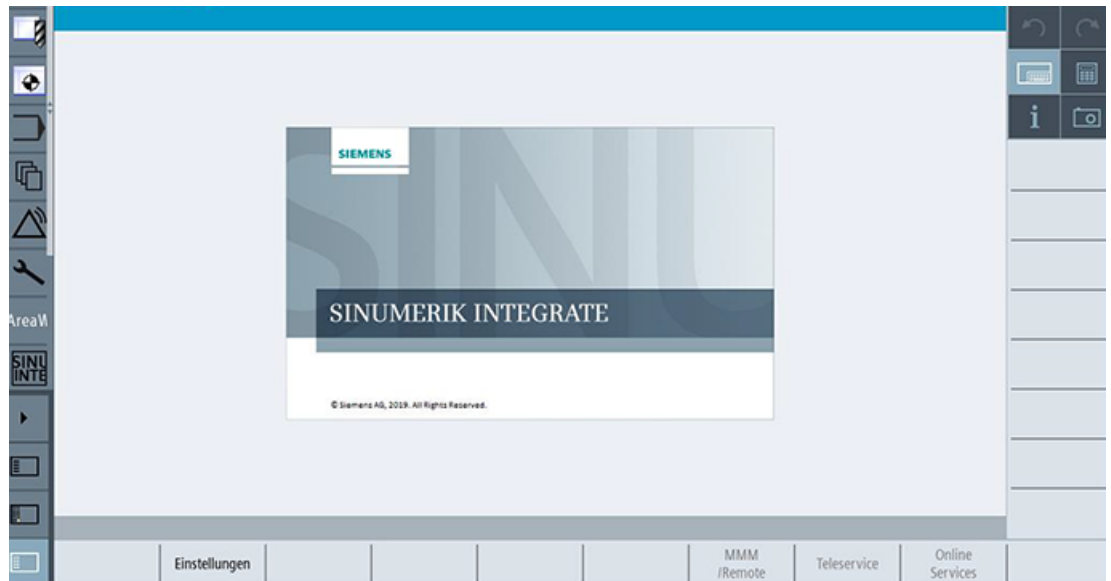 SIEMENS
SINUMERIK INTEGRATE
© Siemens AG, 2019. All Rights Reserved.
AreaW
SINU
INTE
Einstellungen
MMM
/Remote
Teleservice
Online
Services